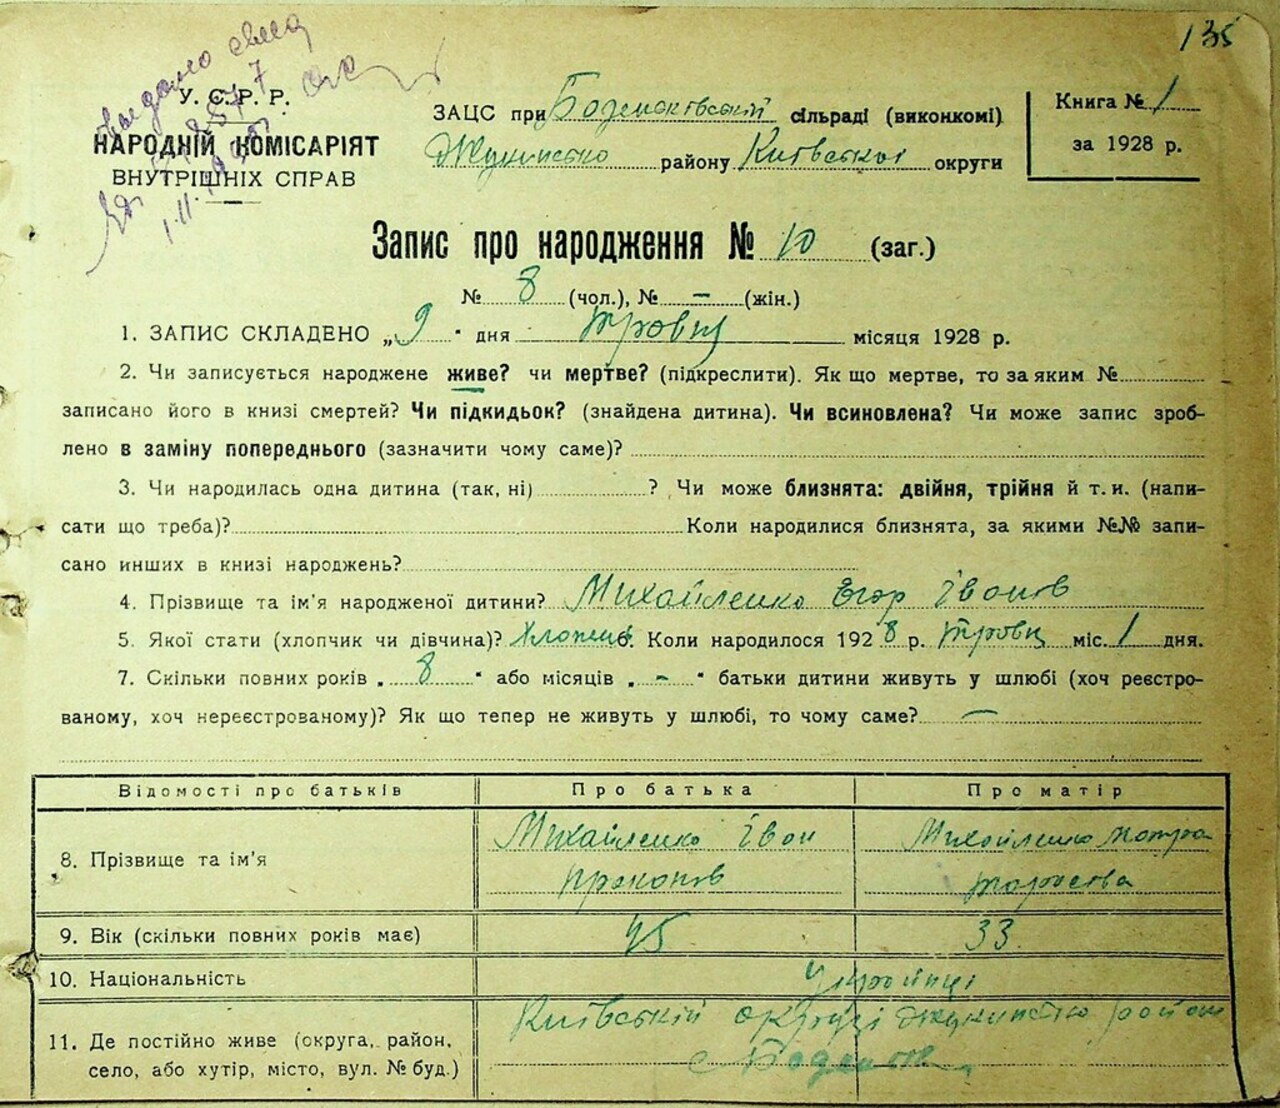 135
У. С. Р. Р.
НАРОДНІЙ КОМІСАРІЯТ
ВНУТРІШНІХ СПРАВ
ЗАЦС при Боденьківській сільраді (виконкомі)
району Київської округи
Книга № 1
за 1928 р.
Запис про народження № 10 (заг.)
№ 8 (чол.), № – (жін.)
1. ЗАПИС СКЛАДЕНО „9“ дня травня місяця 1928 р.
2. Чи записується народжене живе? чи мертве? (підкреслити). Як що мертве, то за яким №
записано його в книзі смертей? Чи підкидьок? (знайдена дитина). Чи всиновлена? Чи може запис зроб-
лено в заміну попереднього (зазначити чому саме)?
3. Чи народилась одна дитина (так, ні) ? Чи може близнята: двійня, трійня й т. и. (напи-
сати що треба)? Коли народилися близнята, за якими №№ запи-
сано инших в книзі народжень?
4. Прізвище та ім'я народженої дитини? Михайленко Єгор Іванов
5. Якої стати (хлопчик чи дівчина)? 6. Коли народилося 1928 р. травня міс. 1 дня.
7. Скільки повних років „8“ або місяців „–“ батьки дитини живуть у шлюбі (хоч реєстро-
ваному, хоч нереєстрованому)? Як що тепер не живуть у шлюбі, то чому саме? —
Відомості про батьків Про батька Про матір
8. Прізвище та ім'я Михайленко Іван Михайленко Мотря
Прокопів Тарасова
9. Вік (скільки повних років має) 45 33
10. Національність Українці
11. Де постійно живе (округа, район, Київській округі район
село, або хутір, місто, вул. № буд.)